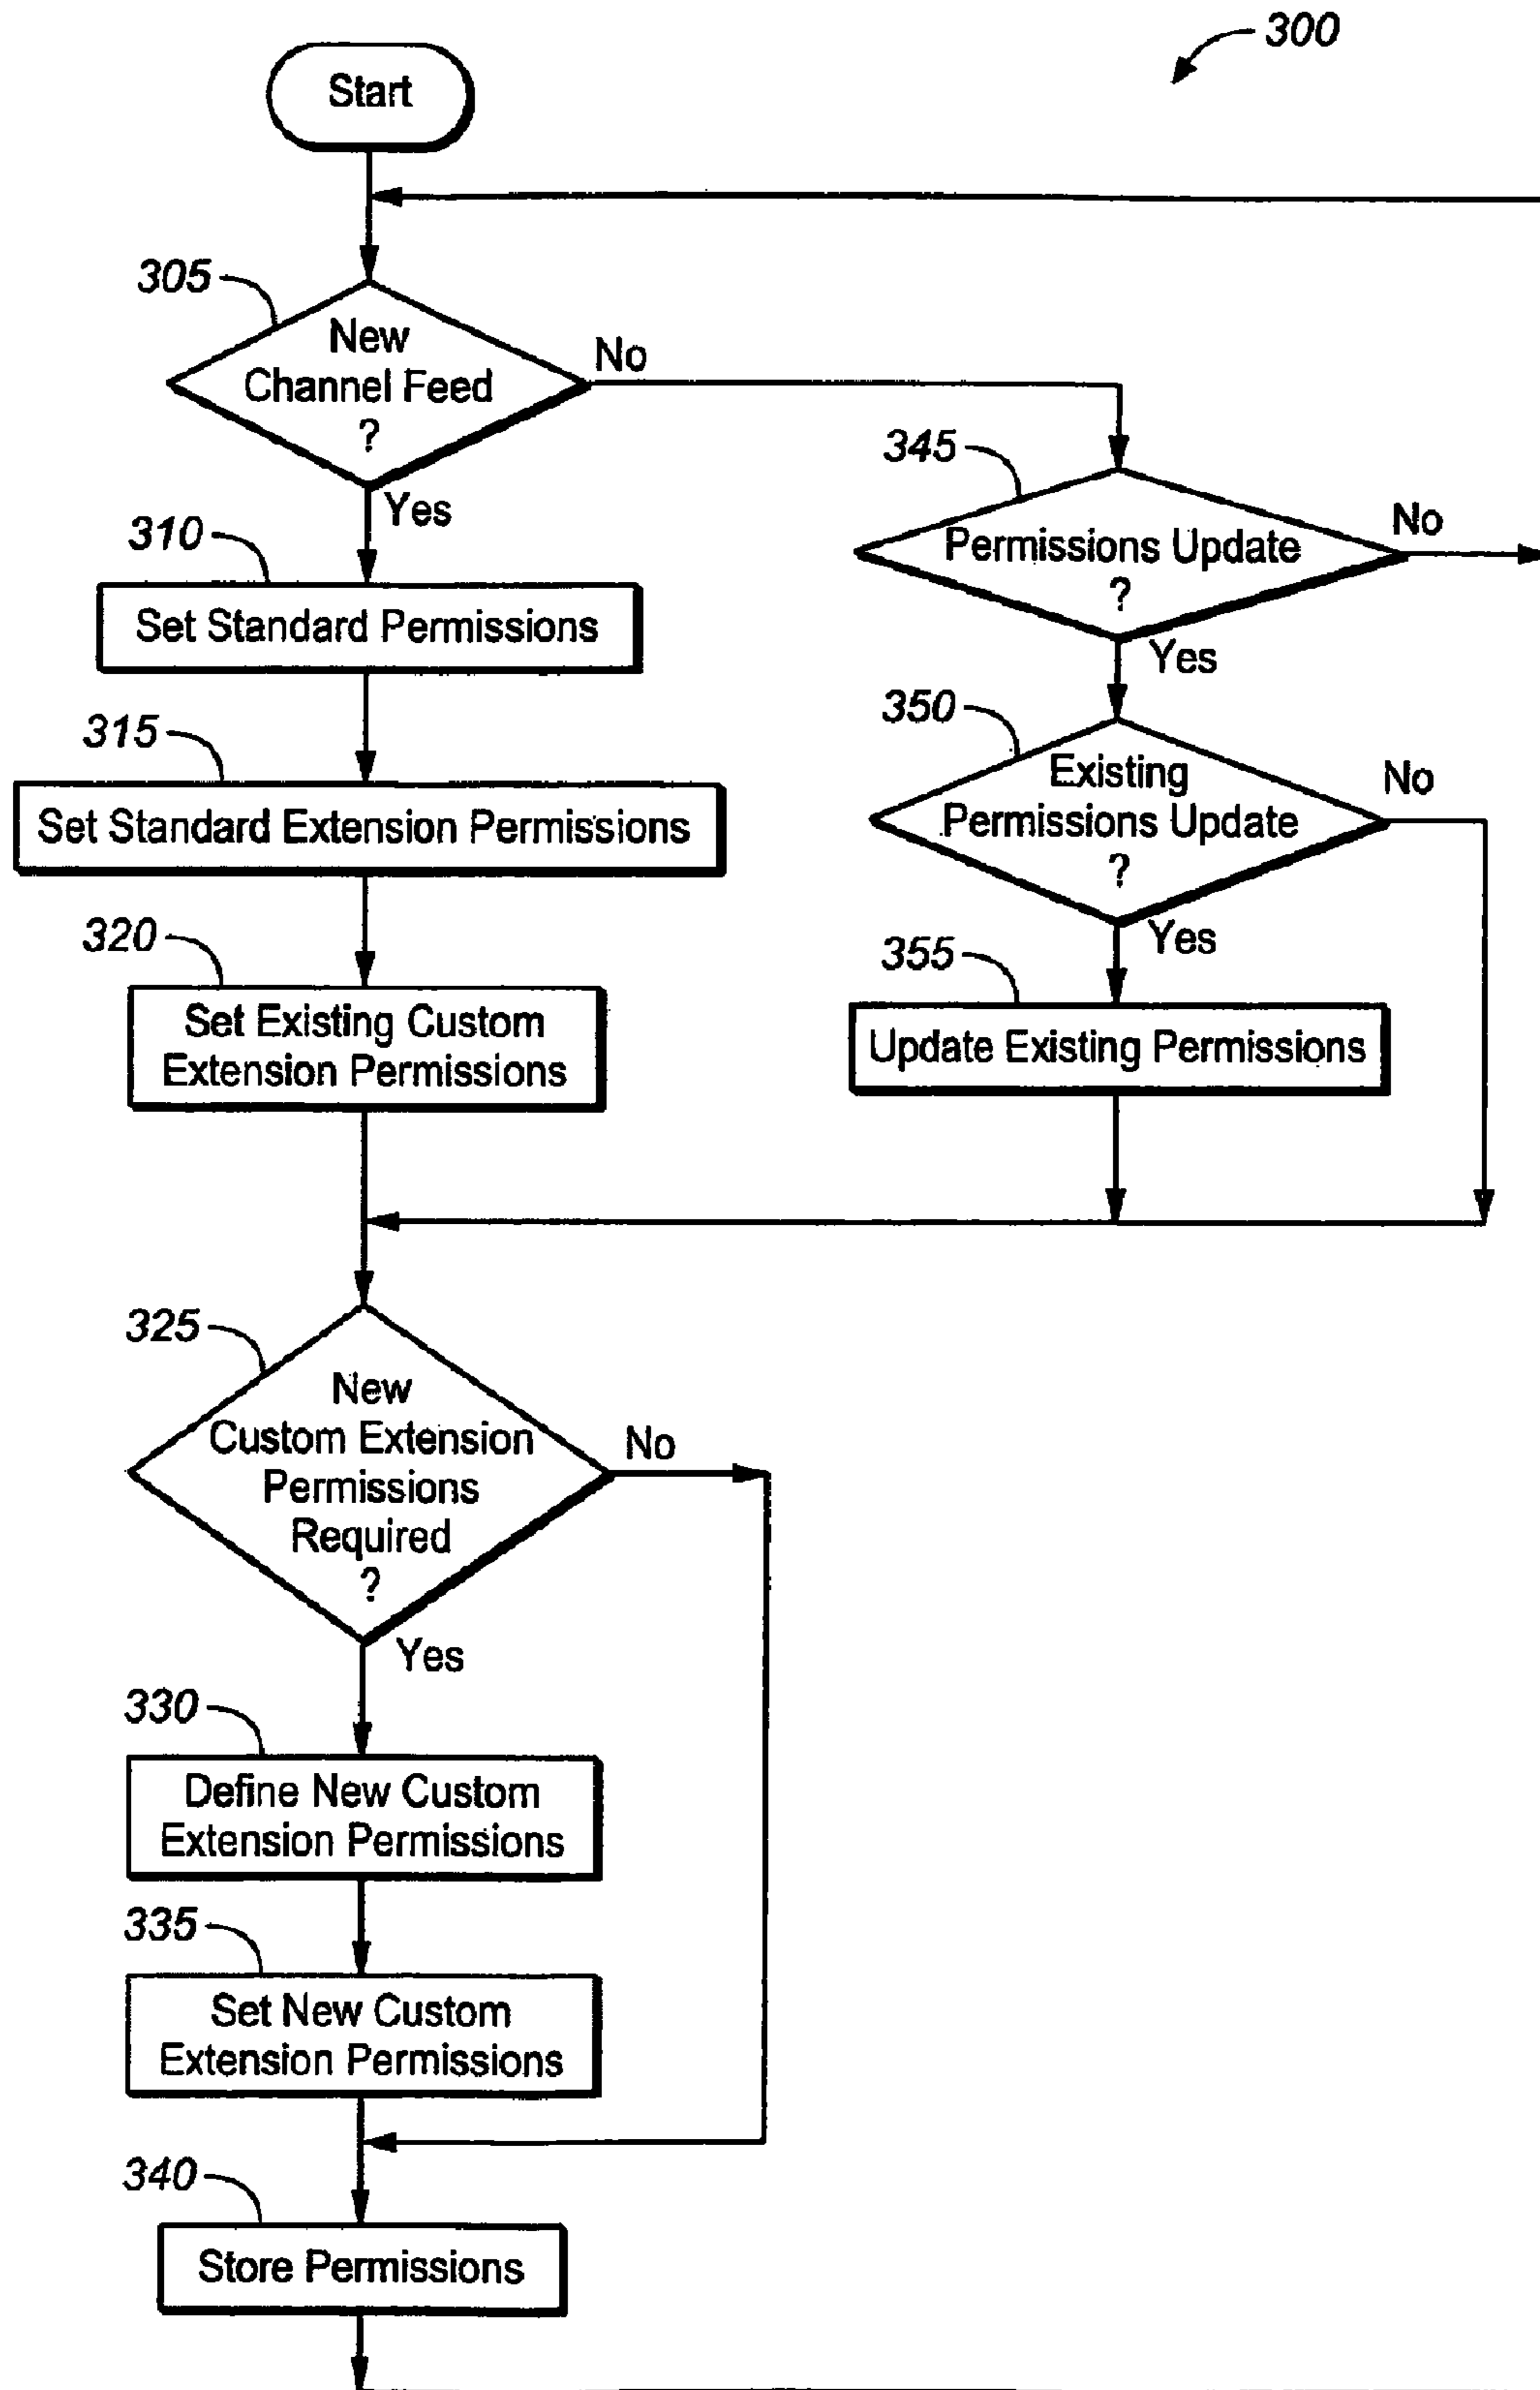 300
Start
305
New
Channel Feed
?
No
Yes
310
Set Standard Permissions
315
Set Standard Extension Permissions
320
Set Existing Custom
Extension Permissions
345
Permissions Update
?
No
Yes
350
Existing
Permissions Update
?
No
Yes
355
Update Existing Permissions
325
New
Custom Extension
Permissions
Required
?
No
Yes
330
Define New Custom
Extension Permissions
335
Set New Custom
Extension Permissions
340
Store Permissions